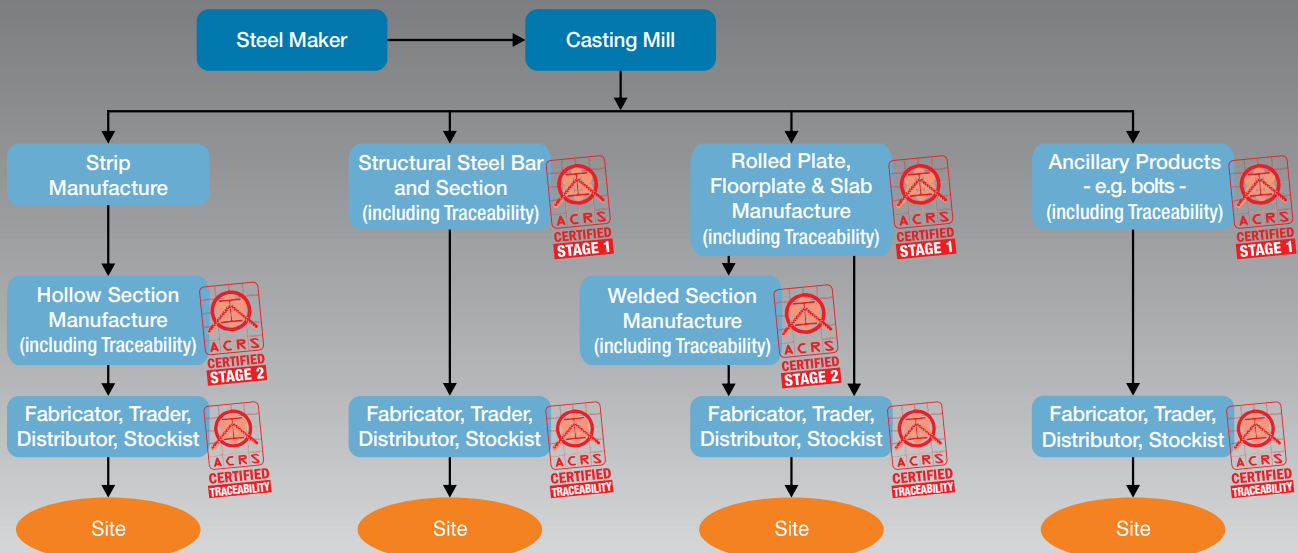 Steel Maker
Casting Mill
Strip
Manufacture
Structural Steel Bar
and Section
(including Traceability)
ACRS
CERTIFIED
STAGE 1
Rolled Plate,
Floorplate & Slab
Manufacture
(including Traceability)
ACRS
CERTIFIED
STAGE 1
Ancillary Products
- e.g. bolts -
(including Traceability)
ACRS
CERTIFIED
STAGE 1
Hollow Section
Manufacture
(including Traceability)
ACRS
CERTIFIED
STAGE 2
Welded Section
Manufacture
(including Traceability)
ACRS
CERTIFIED
STAGE 2
Fabricator, Trader,
Distributor, Stockist
ACRS
CERTIFIED
TRACEABILITY
Fabricator, Trader,
Distributor, Stockist
ACRS
CERTIFIED
TRACEABILITY
Fabricator, Trader,
Distributor, Stockist
ACRS
CERTIFIED
TRACEABILITY
Fabricator, Trader,
Distributor, Stockist
ACRS
CERTIFIED
TRACEABILITY
Site
Site
Site
Site